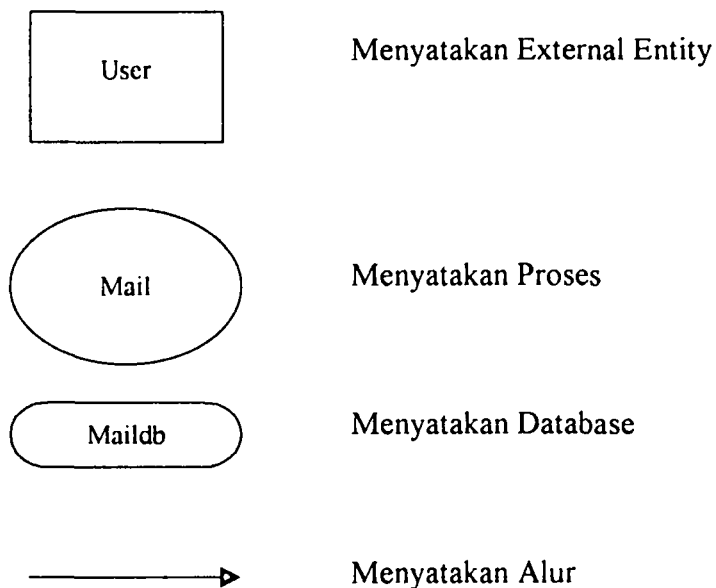 User
Menyatakan External Entity
Mail
Menyatakan Proses
Maildb
Menyatakan Database
Menyatakan Alur